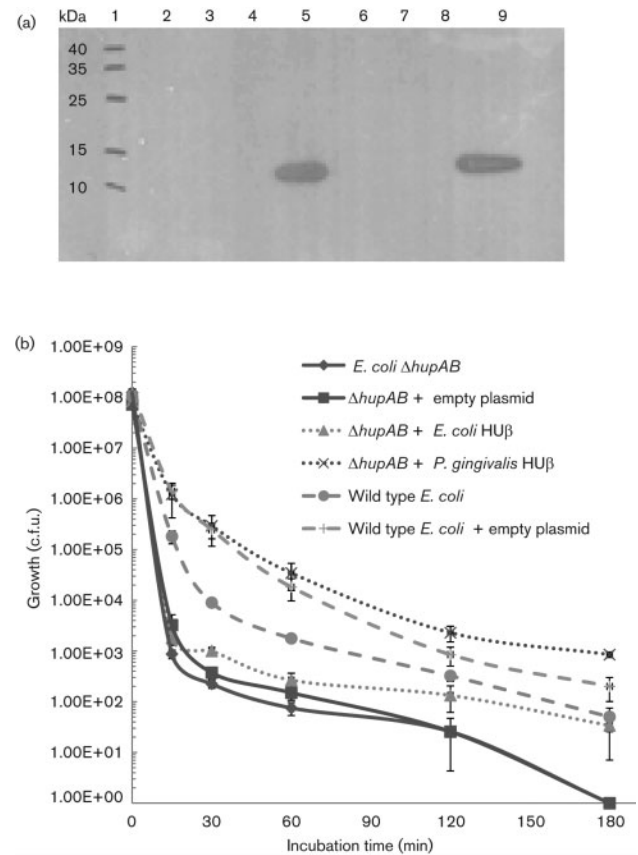 (a)
kDa 1 2 3 4 5 6 7 8 9
40
35
25
15
10
(b)
1.00E+09
1.00E+08
1.00E+07
1.00E+06
1.00E+05
1.00E+04
1.00E+03
1.00E+02
1.00E+01
1.00E+00
Growth (c.f.u.)
E. coli ΔhupAB
ΔhupAB + empty plasmid
ΔhupAB + E. coli HUβ
ΔhupAB + P. gingivalis HUβ
Wild type E. coli
Wild type E. coli + empty plasmid
0 30 60 90 120 150 180
Incubation time (min)